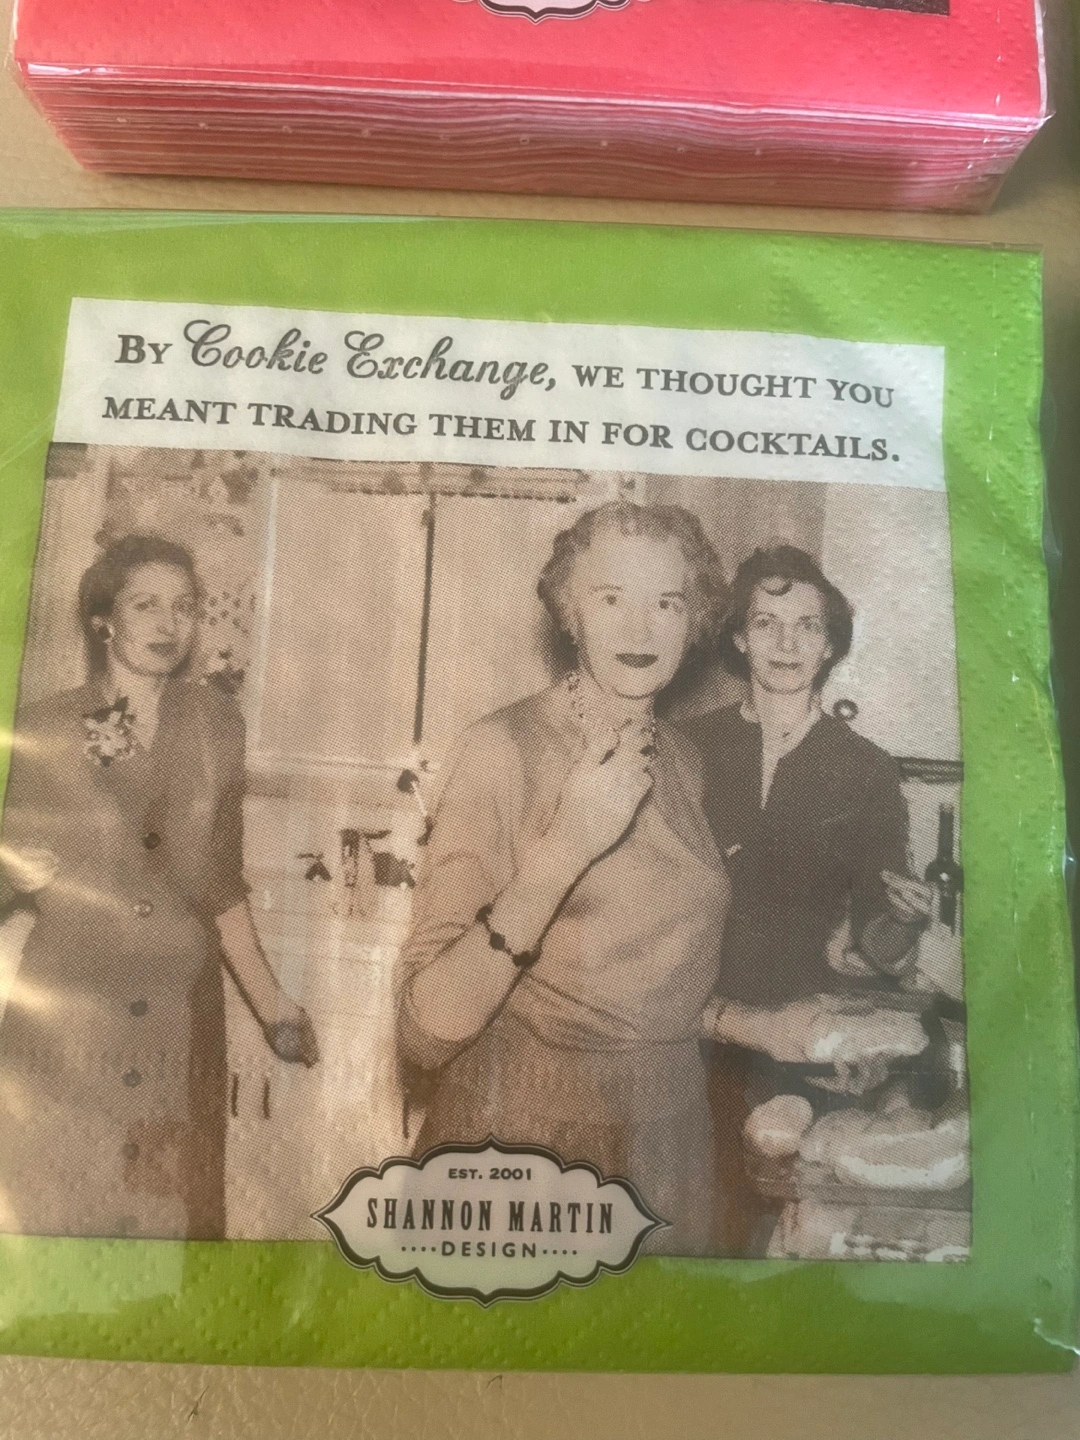 By Cookie Exchange, we thought you
meant trading them in for cocktails.
EST. 2001
SHANNON MARTIN
····DESIGN····